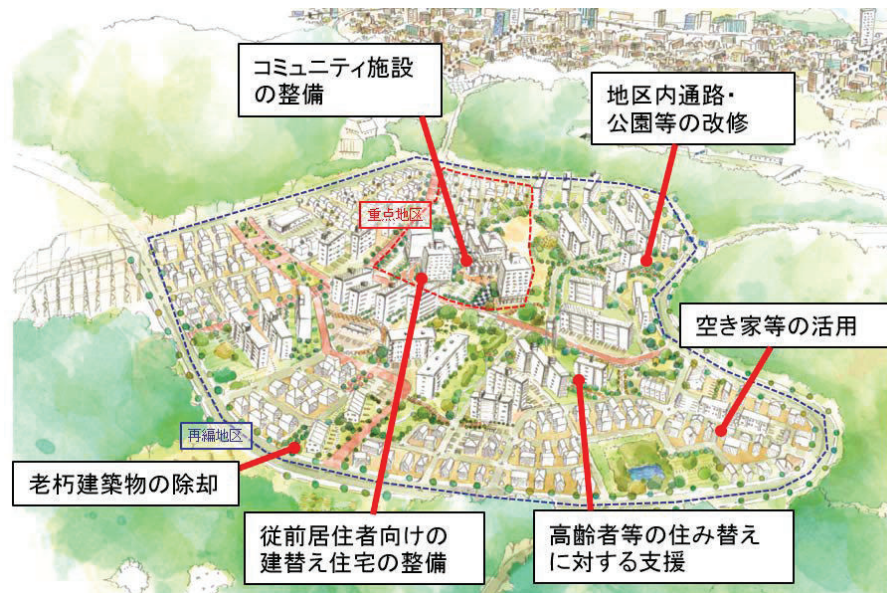 コミュニティ施設
の整備
地区内通路・
公園等の改修
重点地区
空き家等の活用
再編地区
老朽建築物の除却
従前居住者向けの
建替え住宅の整備
高齢者等の住み替え
に対する支援